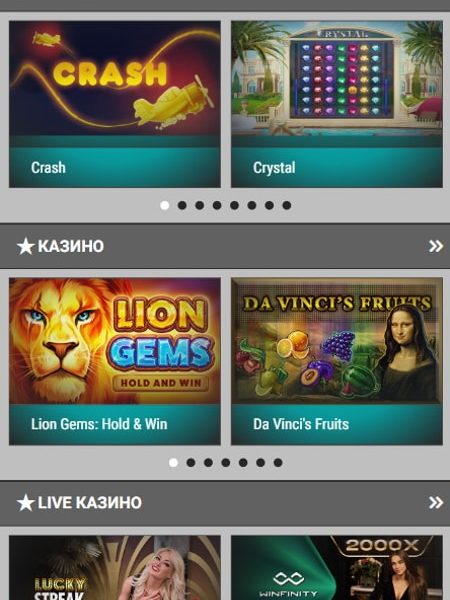 CRASH
CRYSTAL
Crash
Crystal
КАЗИНО
LION
GEMS
HOLD AND WIN
DA VINCI'S FRUITS
Lion Gems: Hold & Win
Da Vinci's Fruits
LIVE КАЗИНО
LUCKY
STREAK
2000X
WINFINITY